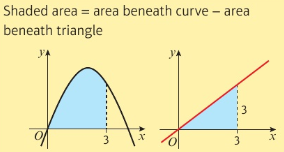 Shaded area = area beneath curve – area
beneath triangle
y
O
3
x
y
3
O
3
x